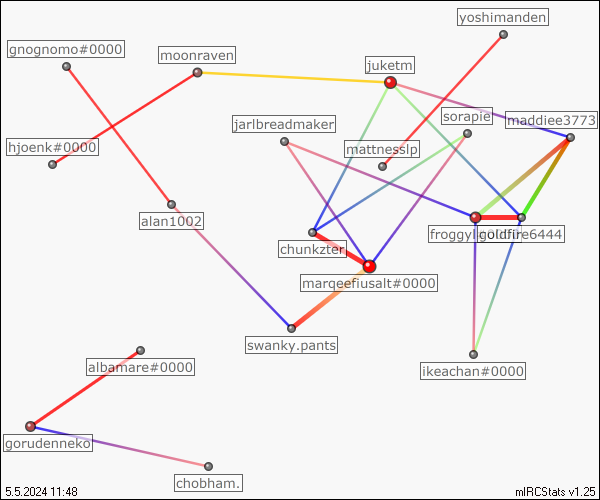 yoshimanden
gnognomo#0000
moonraven
juketm
sorapie
maddiee3773
jarlbreadmaker
hjoenk#0000
mattnesslp
alan1002
froggyl
goldfire6444
chunkzter
marqeefiusalt#0000
swanky.pants
albamare#0000
ikeachan#0000
gorudenneko
chobham.
5.5.2024 11:48
mIRCStats v1.25